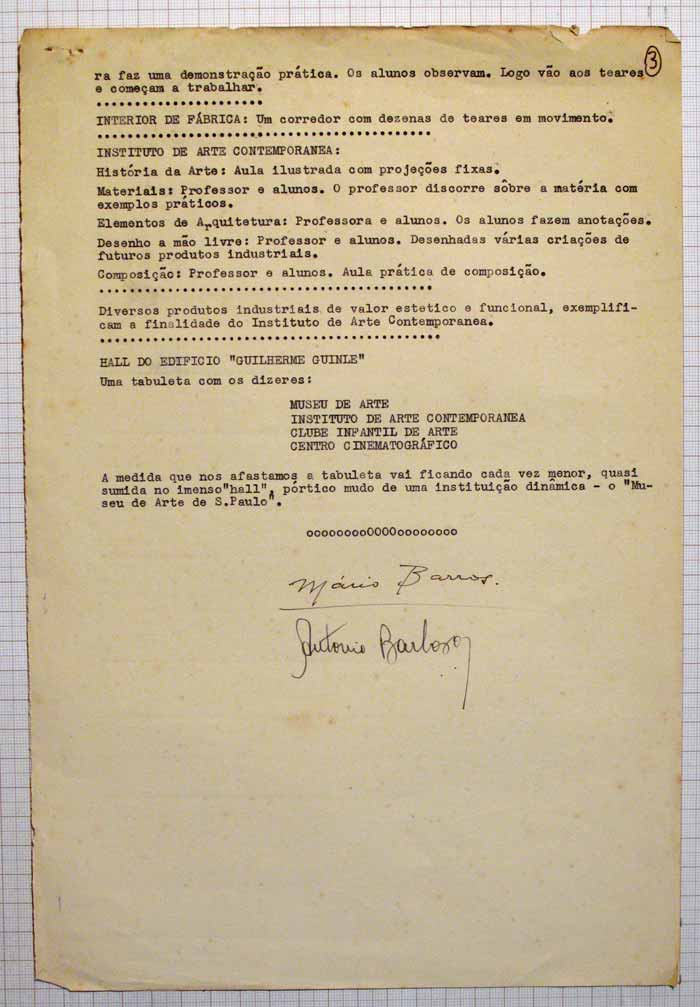 3
ra faz uma demonstração prática. Os alunos observam. Logo vão aos teares
e começam a trabalhar.
•••••••••••••••••••••••
INTERIOR DE FÁBRICA: Um corredor com dezenas de teares em movimento.
••••••••••••••••••••••••••••••••••••••••••••
INSTITUTO DE ARTE CONTEMPORANEA:
História da Arte: Aula ilustrada com projeções fixas.
Materiais: Professor e alunos. O professor discorre sôbre a matéria com
exemplos práticos.
Elementos de Arquitetura: Professora e alunos. Os alunos fazem anotações.
Desenho a mão livre: Professor e alunos. Desenhadas várias criações de
futuros produtos industriais.
Composição: Professor e alunos. Aula prática de composição.
••••••••••••••••••••••••••••••••••••••••••••
Diversos produtos industriais de valor estetico e funcional, exemplifi-
cam a finalidade do Instituto de Arte Contemporanea.
•••••••••••••••••••••••••••••••••••••••••••••
HALL DO EDIFICIO "GUILHERME GUINLE"
Uma tabuleta com os dizeres:
MUSEU DE ARTE
INSTITUTO DE ARTE CONTEMPORANEA
CLUBE INFANTIL DE ARTE
CENTRO CINEMATOGRÁFICO
A medida que nos afastamos a tabuleta vai ficando cada vez menor, quasi
sumida no imenso"hall", pórtico mudo de uma instituição dinâmica - o "Mu-
seu de Arte de S.Paulo".
oooooooo0000oooooooo
Mário Barros.
Antonio Barbosa